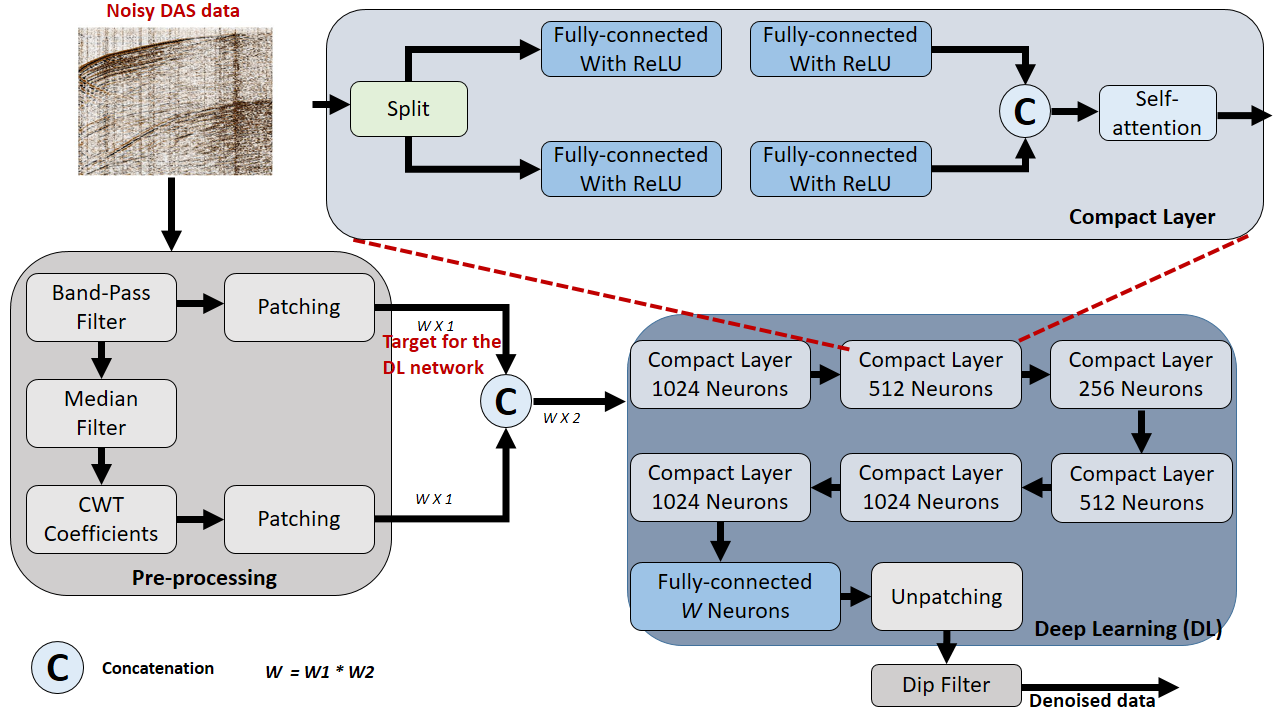 Noisy DAS data
Fully-connected
With ReLU
Fully-connected
With ReLU
Split
C
Self-
attention
Fully-connected
With ReLU
Fully-connected
With ReLU
Compact Layer
Band-Pass
Filter
Patching
W X 1
Target for the
DL network
Median
Filter
C
W X 2
CWT
Coefficients
Patching
W X 1
Pre-processing
Compact Layer
1024 Neurons
Compact Layer
512 Neurons
Compact Layer
256 Neurons
Compact Layer
1024 Neurons
Compact Layer
1024 Neurons
Compact Layer
512 Neurons
Fully-connected
W Neurons
Unpatching
Deep Learning (DL)
C
Concatenation
W = W1 * W2
Dip Filter
Denoised data